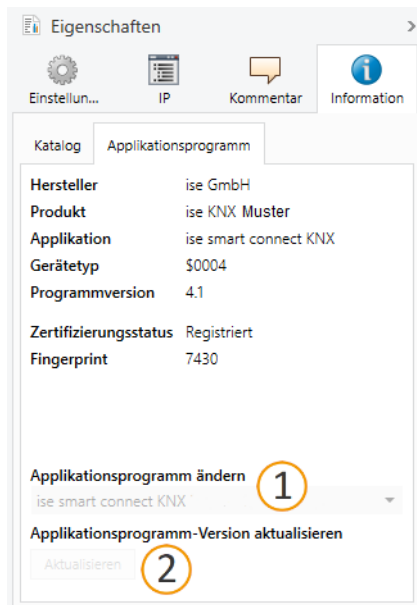 Eigenschaften
Einstellun... IP Kommentar Information
Katalog Applikationsprogramm
Hersteller ise GmbH
Produkt ise KNX Muster
Applikation ise smart connect KNX
Gerätetyp $0004
Programmversion 4.1
Zertifizierungsstatus Registriert
Fingerprint 7430
Applikationsprogramm ändern
1
ise smart connect KNX
Applikationsprogramm-Version aktualisieren
Aktualisieren 2